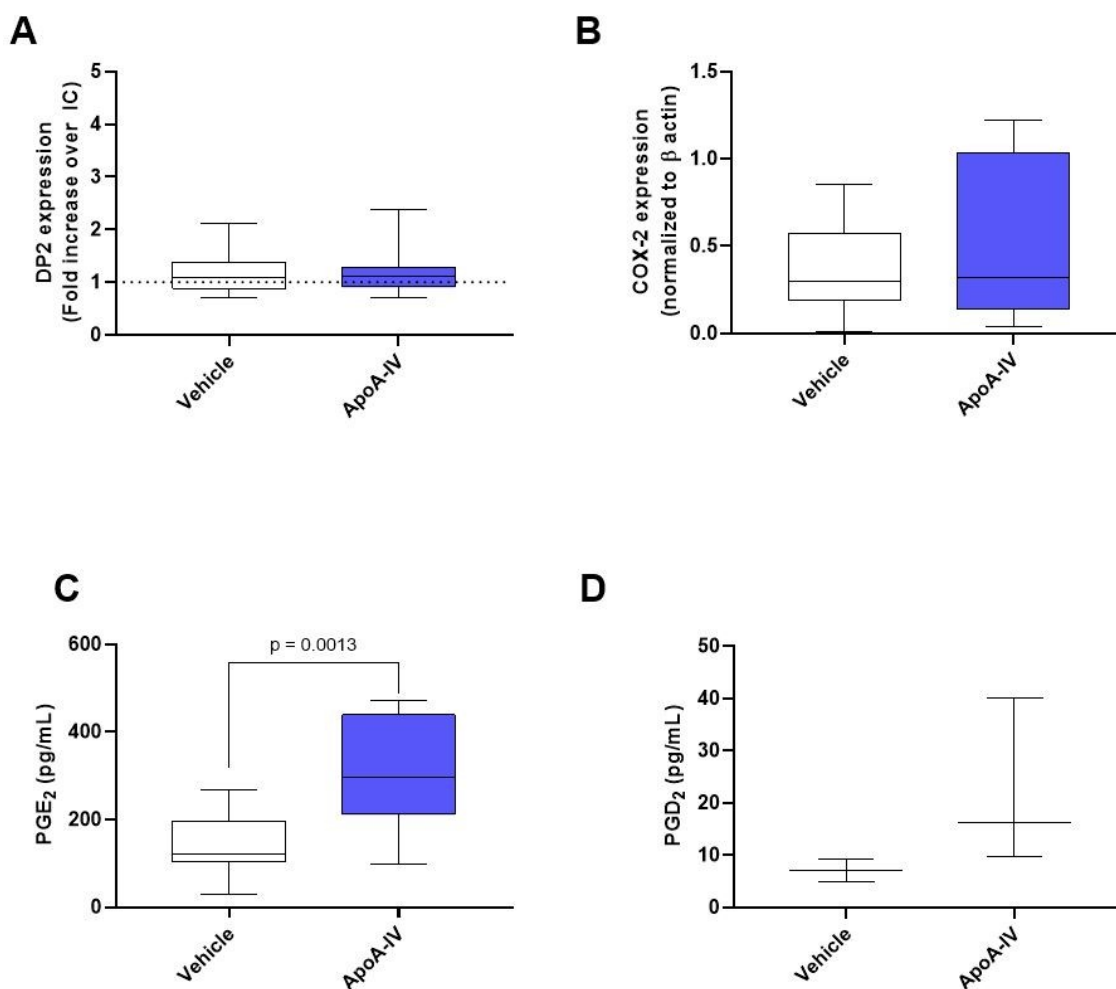 A
DP2 expression
(Fold increase over IC)
5
4
3
2
1
0
Vehicle
ApoA-IV
B
COX-2 expression
(normalized to β actin)
1.5
1.0
0.5
0.0
Vehicle
ApoA-IV
C
PGE₂ (pg/mL)
600
400
200
0
p = 0.0013
Vehicle
ApoA-IV
D
PGD₂ (pg/mL)
50
40
30
20
10
0
Vehicle
ApoA-IV